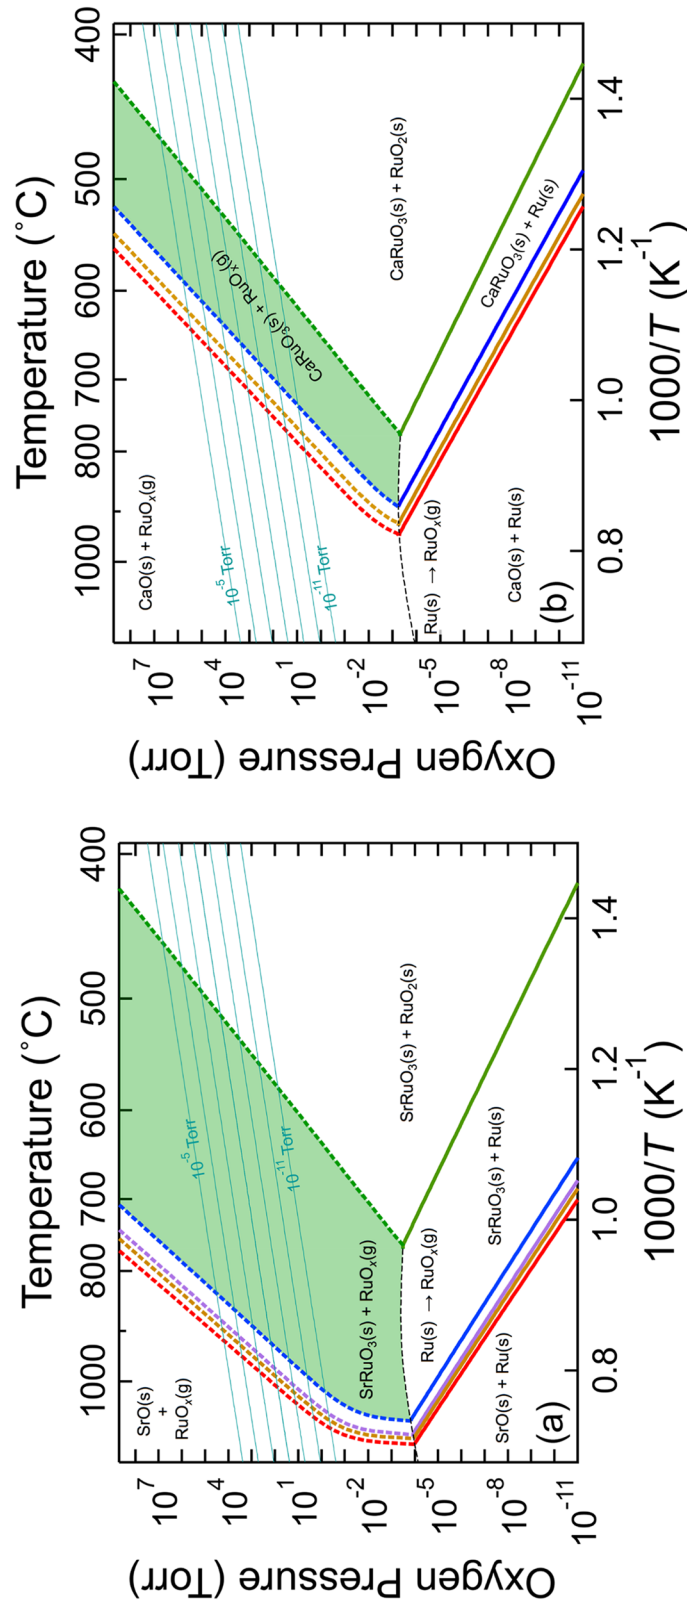 Temperature (˚C)
1000 800 700 600 500 400
10^7
10^4
10^1
10^-2
10^-5
10^-8
10^-11
Oxygen Pressure (Torr)
SrO(s)
+
RuOₓ(g)
10^-5 Torr
10^-11 Torr
SrRuO₃(s) + RuOₓ(g)
SrRuO₃(s) + RuO₂(s)
Ru(s) → RuOₓ(g)
SrRuO₃(s) + Ru(s)
SrO(s) + Ru(s)
(a)
0.8 1.0 1.2 1.4
1000/T (K^-1)
Temperature (˚C)
1000 800 700 600 500 400
10^7
10^4
10^1
10^-2
10^-5
10^-8
10^-11
Oxygen Pressure (Torr)
CaO(s) + RuOₓ(g)
10^-5 Torr
10^-11 Torr
CaRuO₃(s) + RuOₓ(g)
CaRuO₃(s) + RuO₂(s)
Ru(s) → RuOₓ(g)
CaRuO₃(s) + Ru(s)
CaO(s) + Ru(s)
(b)
0.8 1.0 1.2 1.4
1000/T (K^-1)